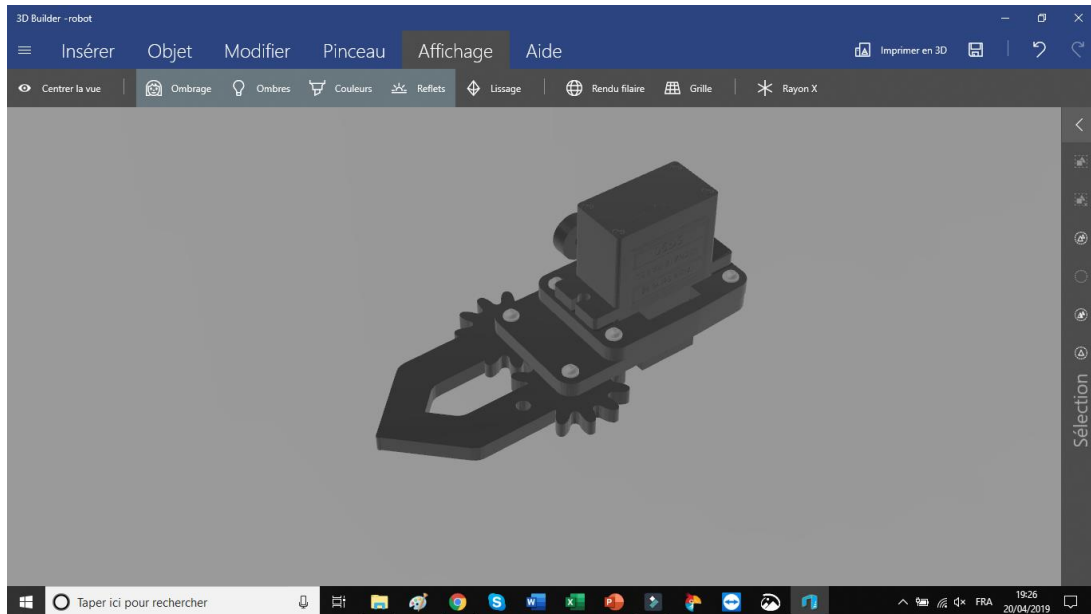 3D Builder -robot
Insérer Objet Modifier Pinceau Affichage Aide Imprimer en 3D
Centrer la vue Ombrage Ombres Couleurs Reflets Lissage Rendu filaire Grille Rayon X
Sélection
Taper ici pour rechercher
FRA
19:26
20/04/2019